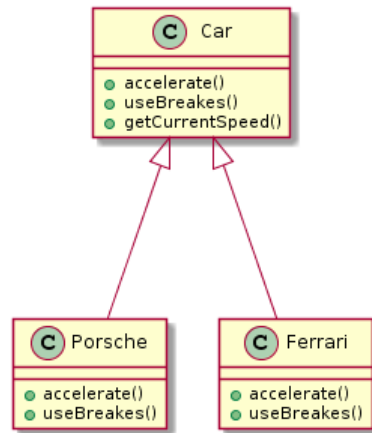 C Car
accelerate()
useBreakes()
getCurrentSpeed()
C Porsche
accelerate()
useBreakes()
C Ferrari
accelerate()
useBreakes()